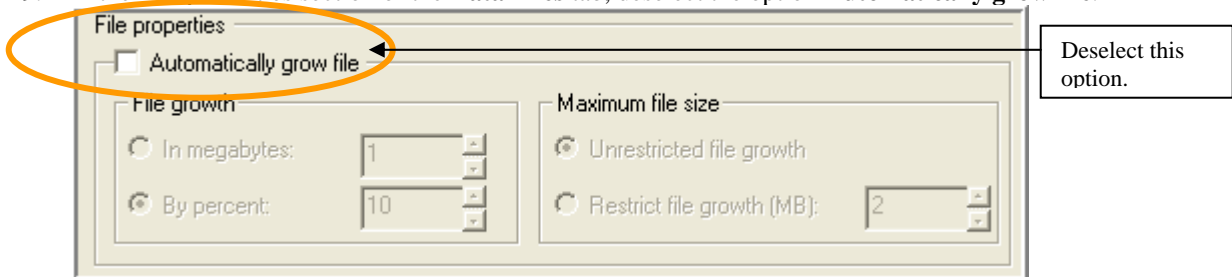 File properties
Automatically grow file
Deselect this
option.
File growth
Maximum file size
In megabytes:
1
Unrestricted file growth
By percent:
10
Restrict file growth (MB):
2